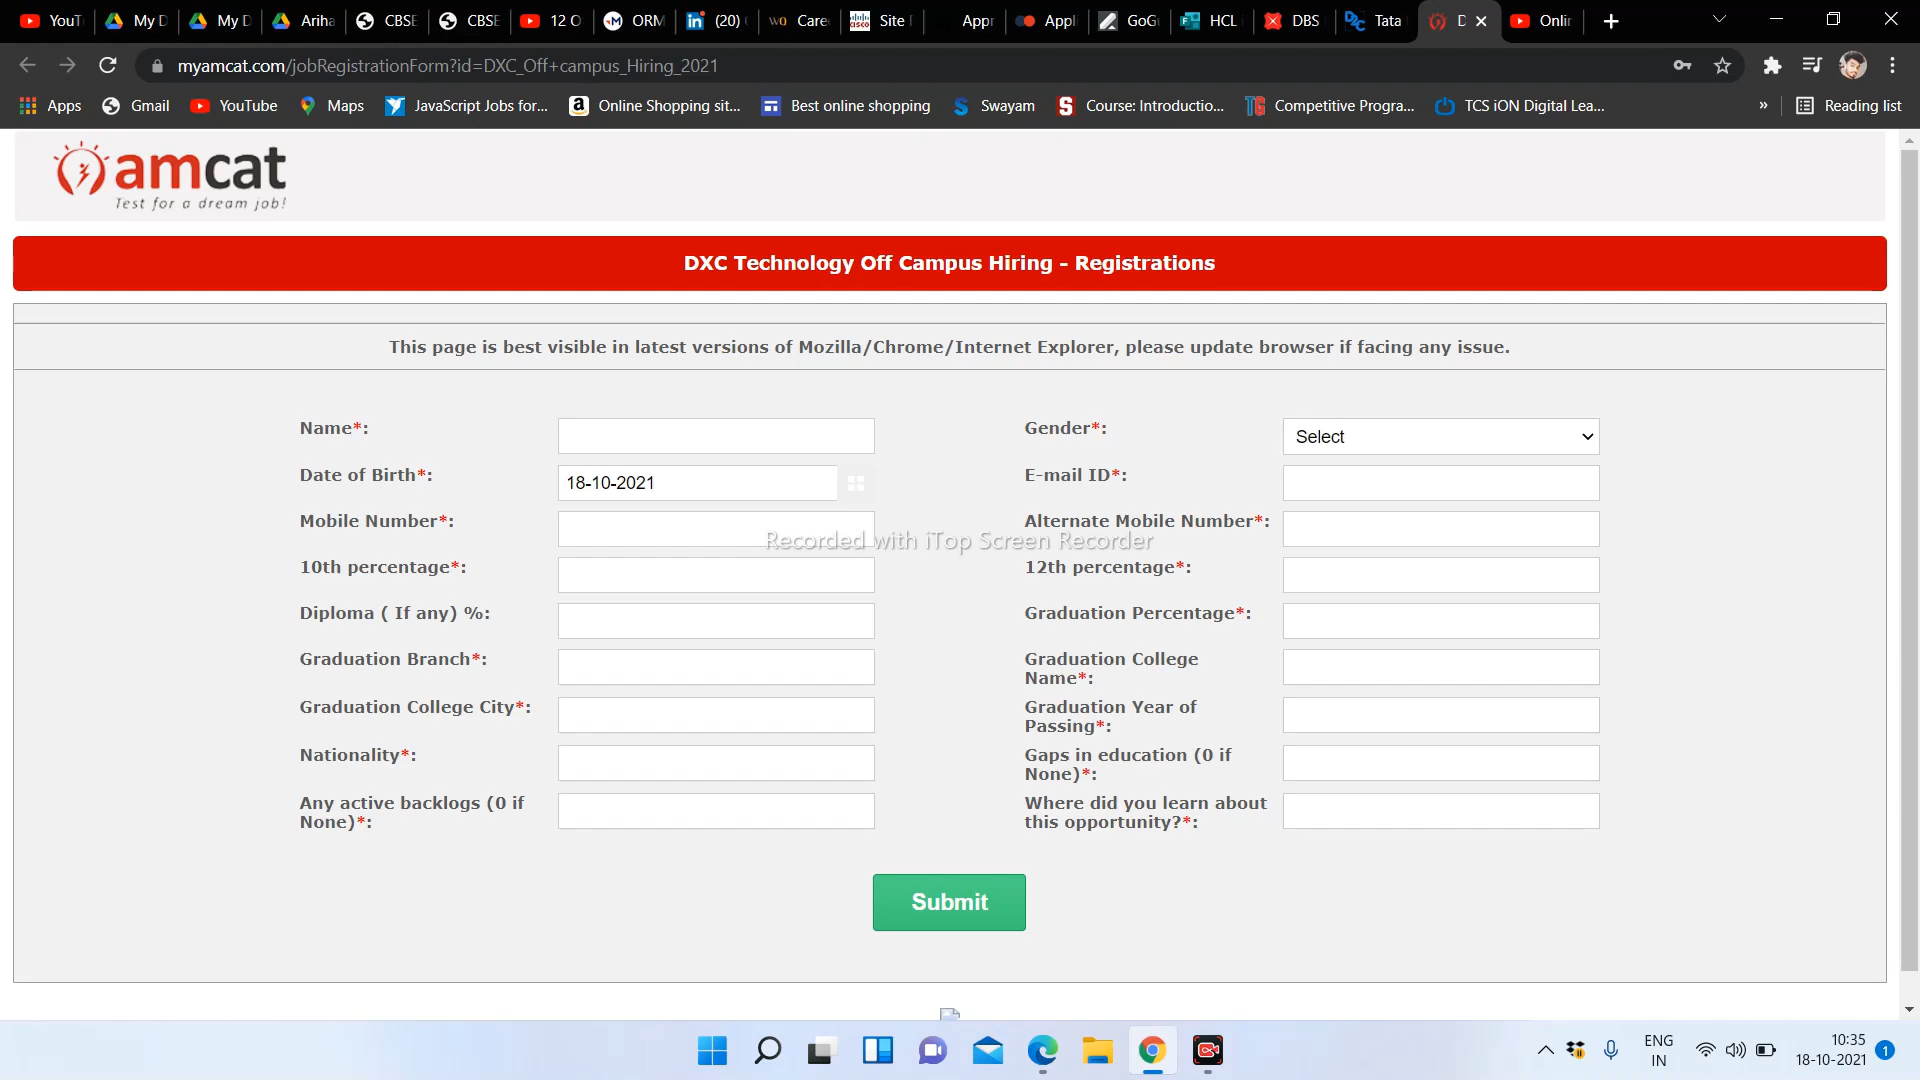 YouT
My D
My D
Ariha
CBSE
CBSE
12 O
ORM
(20)
Care
Site
Appr
Appl
GoG
HCL
DBS
Tata
D
Onlin
myamcat.com/jobRegistrationForm?id=DXC_Off+campus_Hiring_2021
Apps
Gmail
YouTube
Maps
JavaScript Jobs for...
Online Shopping sit...
Best online shopping
Swayam
Course: Introductio...
Competitive Progra...
TCS iON Digital Lea...
»
Reading list
amcat
Test for a dream job!
DXC Technology Off Campus Hiring - Registrations
This page is best visible in latest versions of Mozilla/Chrome/Internet Explorer, please update browser if facing any issue.
Name*:
Gender*:
Select
Date of Birth*:
18-10-2021
E-mail ID*:
Mobile Number*:
Alternate Mobile Number*:
Recorded with iTop Screen Recorder
10th percentage*:
12th percentage*:
Diploma ( If any) %:
Graduation Percentage*:
Graduation Branch*:
Graduation College
Name*:
Graduation College City*:
Graduation Year of
Passing*:
Nationality*:
Gaps in education (0 if
None)*:
Any active backlogs (0 if
None)*:
Where did you learn about
this opportunity?*:
Submit
ENG
IN
10:35
18-10-2021
1